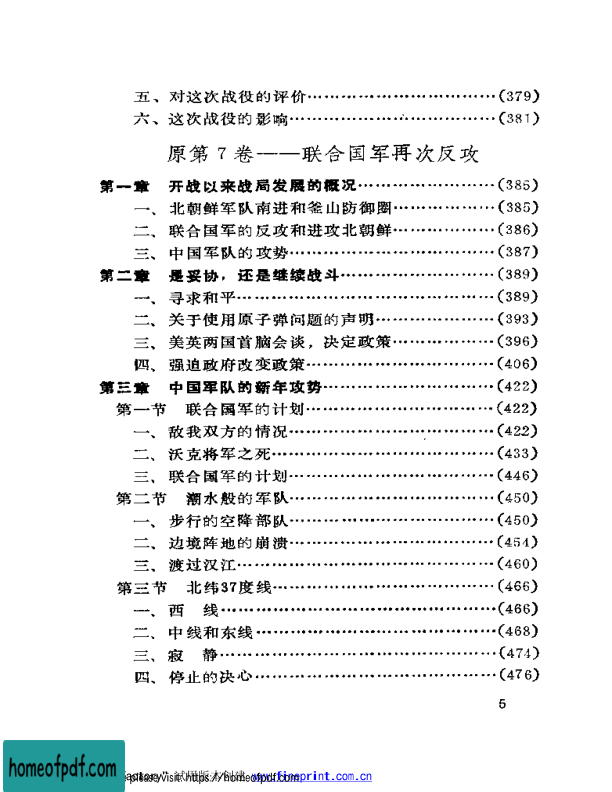 五、对这次战役的评价……………………………(379)
六、这次战役的影响………………………………(381)
原第7卷——联合国军再次反攻
第一章 开战以来战局发展的概况……………………(385)
一、北朝鲜军队南进和釜山防御圈………………(385)
二、联合国军的反攻和进攻北朝鲜………………(386)
三、中国军队的攻势………………………………(387)
第二章 是妥协，还是继续战斗………………………(389)
一、寻求和平………………………………………(389)
二、关于使用原子弹问题的声明…………………(393)
三、美英两国首脑会谈，决定政策………………(396)
四、强迫政府改变政策……………………………(406)
第三章 中国军队的新年攻势…………………………(422)
第一节 联合国军的计划……………………………(422)
一、敌我双方的情况………………………………(422)
二、沃克将军之死…………………………………(433)
三、联合国军的计划………………………………(446)
第二节 潮水般的军队………………………………(450)
一、步行的空降部队………………………………(450)
二、边境阵地的崩溃………………………………(454)
三、渡过汉江………………………………………(460)
第三节 北纬37度线…………………………………(466)
一、西 线…………………………………………(466)
二、中线和东线……………………………………(468)
三、寂 静…………………………………………(474)
四、停止的决心……………………………………(476)
5
homeofpdf.com
actory" 试用版本创建 www.fineprint.com.cn
please visit: https://homeofpdf.com